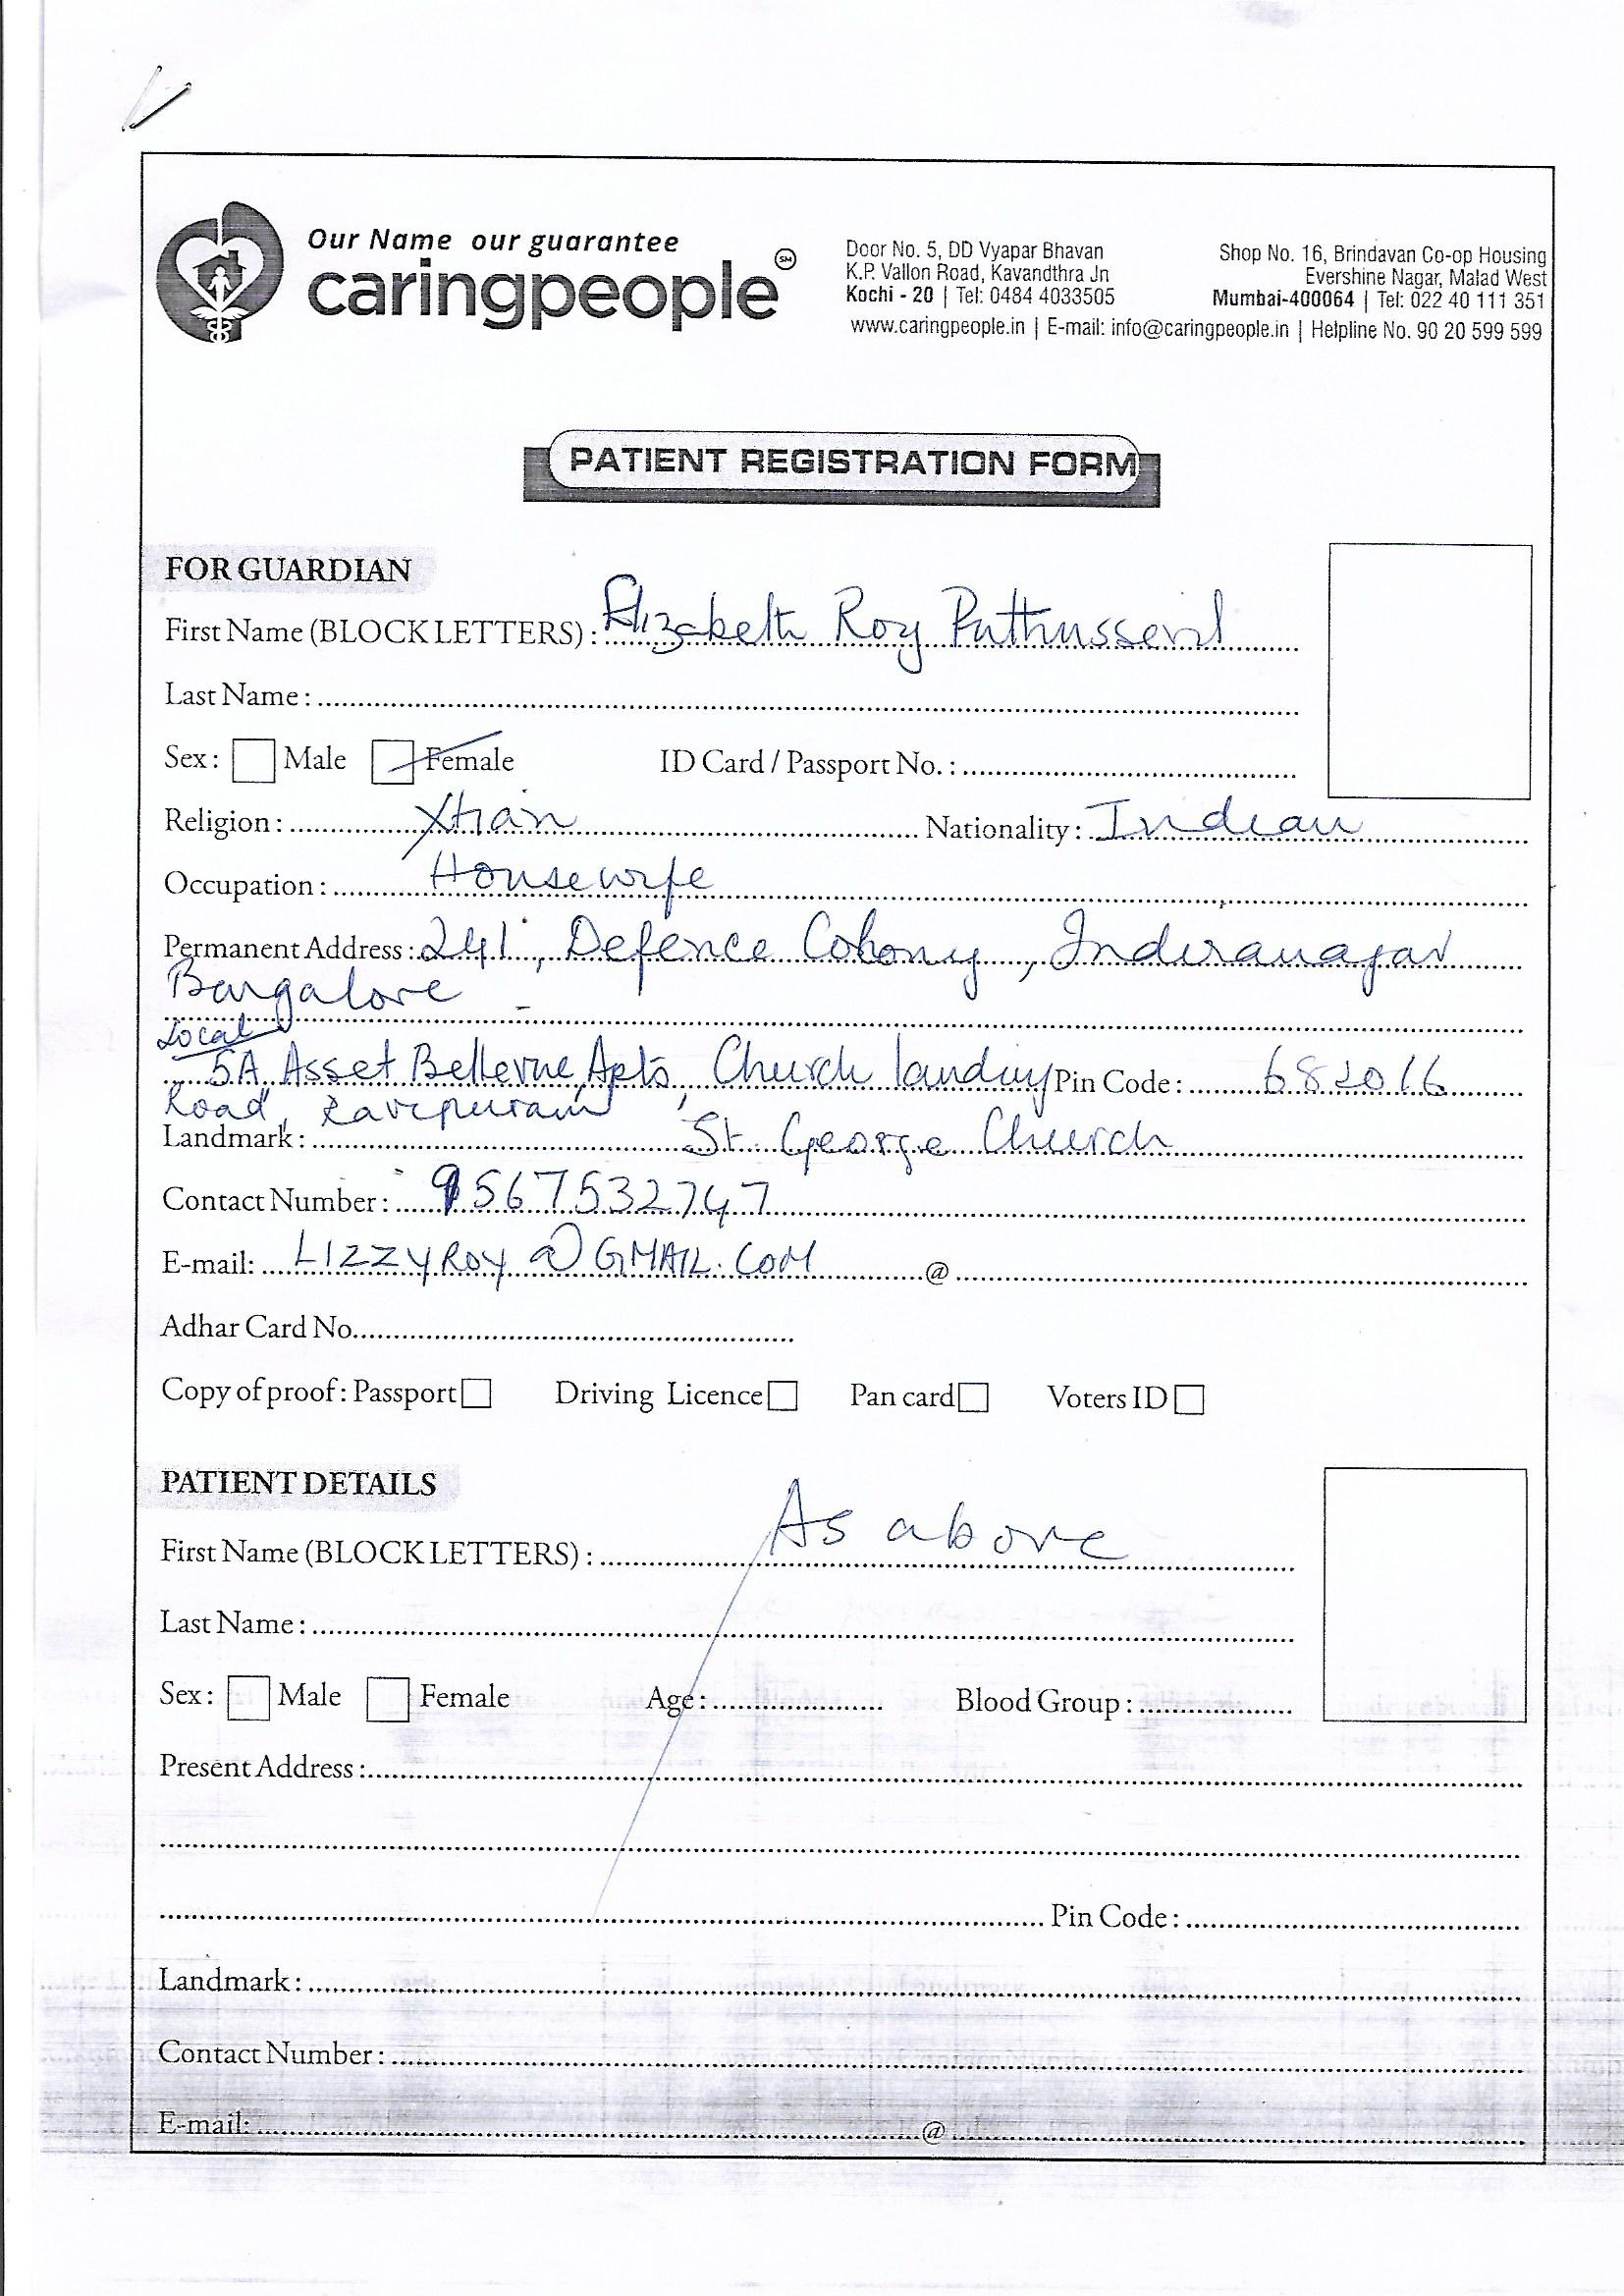 Our Name our guarantee
caringpeople SM
Door No. 5, DD Vyapar Bhavan
K.P. Vallon Road, Kavandthra Jn
Kochi - 20 | Tel: 0484 4033505
Shop No. 16, Brindavan Co-op Housing
Evershine Nagar, Malad West
Mumbai-400064 | Tel: 022 40 111 351
www.caringpeople.in | E-mail: info@caringpeople.in | Helpline No. 90 20 599 599
PATIENT REGISTRATION FORM
FOR GUARDIAN
First Name (BLOCK LETTERS) : Elizabeth Roy Puthusseril
Last Name :
Sex : Male Female ID Card / Passport No. :
Religion : Xtian Nationality : Indian
Occupation : Housewife
Permanent Address : 241, Defence Colony, Indiranagar
Bangalore
Local
5A Asset Bellevue Apts, Church landing Pin Code : 682016
Road, Ravipuram
Landmark : St. George Church
Contact Number : 9567532747
E-mail: LIZZYROY @ GMAIL.COM @
Adhar Card No.
Copy of proof : Passport Driving Licence Pan card Voters ID
PATIENT DETAILS
First Name (BLOCK LETTERS) : As above
Last Name :
Sex : Male Female Age : Blood Group :
Present Address :
Pin Code :
Landmark :
Contact Number :
E-mail: @